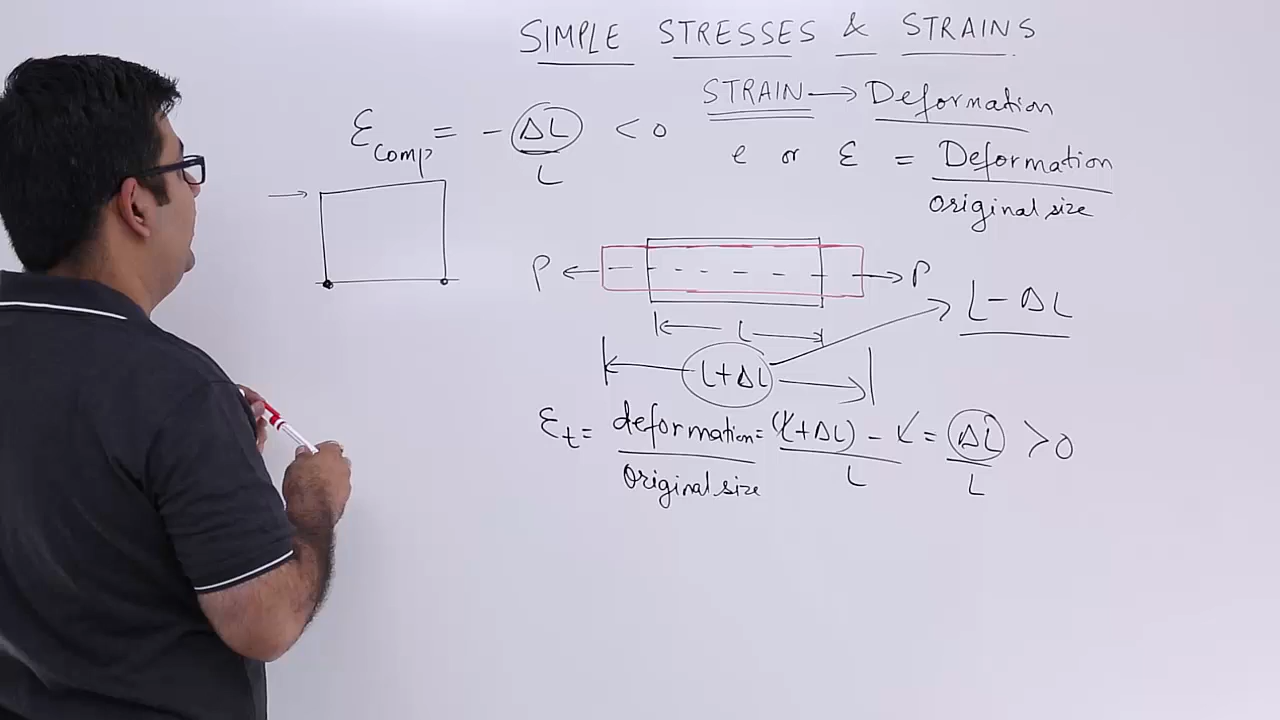 SIMPLE STRESSES & STRAINS
STRAIN → Deformation
e or ε = Deformation / original size
ε Comp = - ΔL / L < 0
P ← → P
L - ΔL
L
L + ΔL
εt = deformation / Original size = (L + ΔL) - L / L = ΔL / L > 0